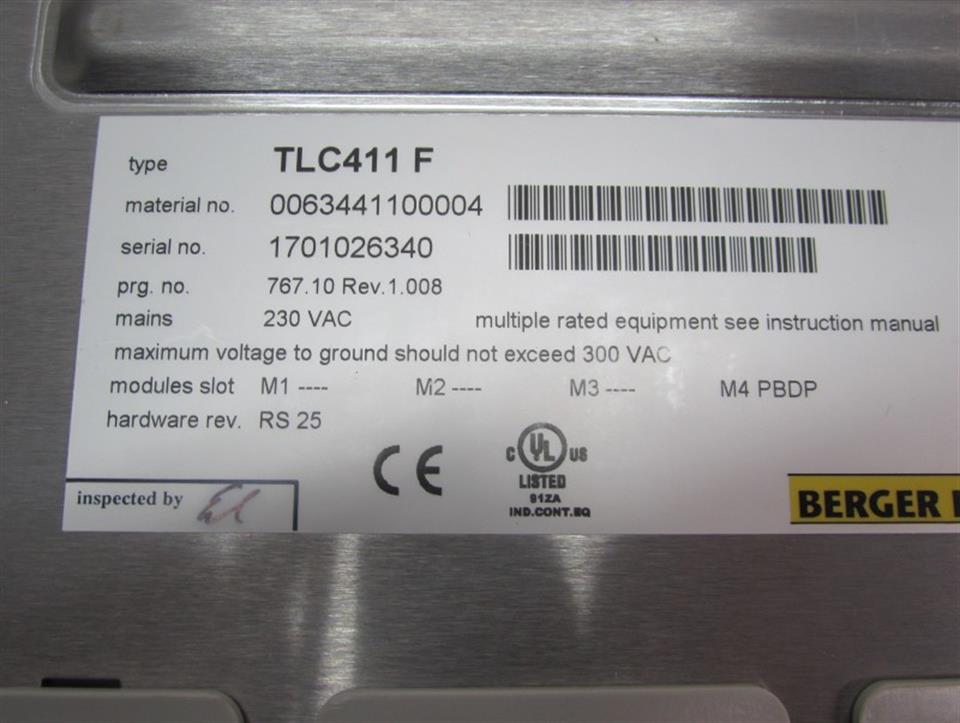 type TLC411 F
material no. 0063441100004
serial no. 1701026340
prg. no. 767.10 Rev.1.008
mains 230 VAC multiple rated equipment see instruction manual
maximum voltage to ground should not exceed 300 VAC
modules slot M1 ---- M2 ---- M3 ---- M4 PBDP
hardware rev. RS 25
CE
C UL US
LISTED
91ZA
IND.CONT.EQ
inspected by
BERGER